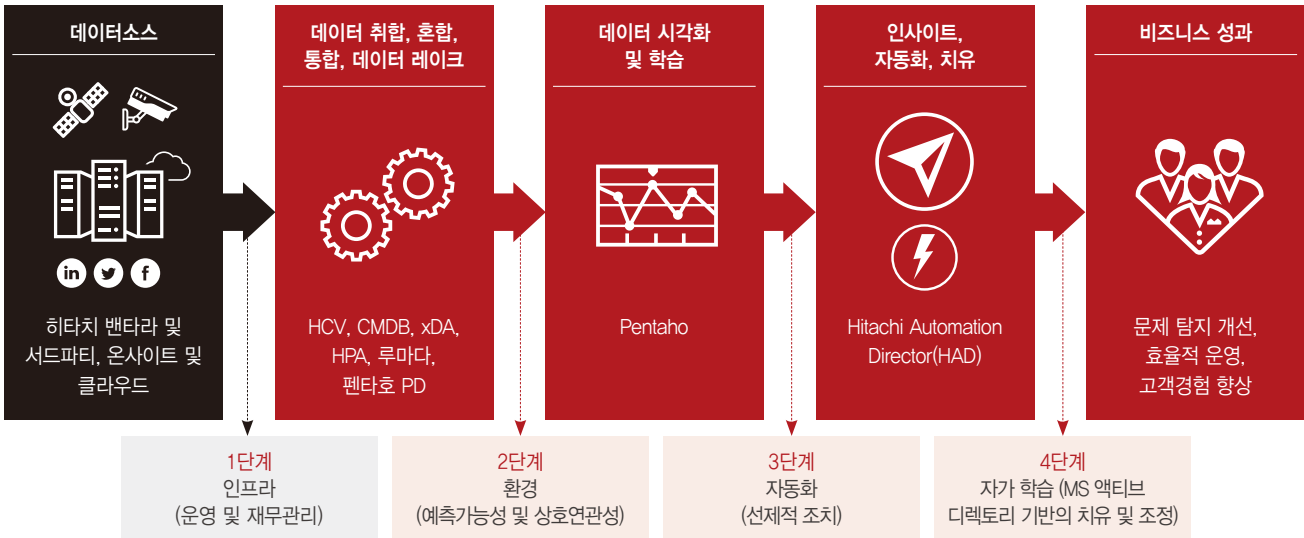 데이터소스
히타치 밴타라 및
서드파티, 온사이트 및
클라우드
데이터 취합, 혼합,
통합, 데이터 레이크
HCV, CMDB, xDA,
HPA, 루마다,
펜타호 PD
데이터 시각화
및 학습
Pentaho
인사이트,
자동화, 치유
Hitachi Automation
Director(HAD)
비즈니스 성과
문제 탐지 개선,
효율적 운영,
고객경험 향상
1단계
인프라
(운영 및 재무관리)
2단계
환경
(예측가능성 및 상호연관성)
3단계
자동화
(선제적 조치)
4단계
자가 학습 (MS 액티브
디렉토리 기반의 치유 및 조정)